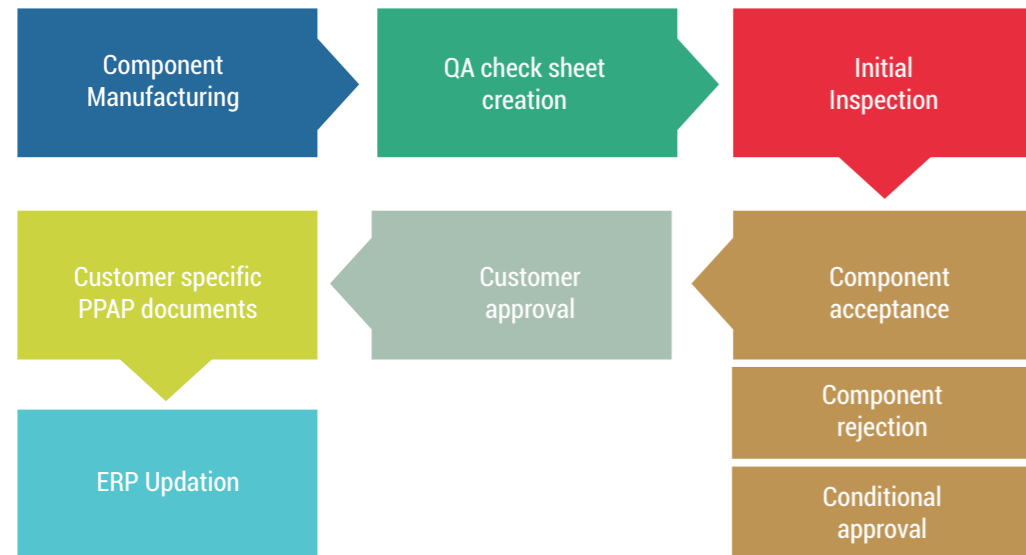 Component
Manufacturing
QA check sheet
creation
Initial
Inspection
Component
acceptance
Customer
approval
Customer specific
PPAP documents
Component
rejection
Conditional
approval
ERP Updation